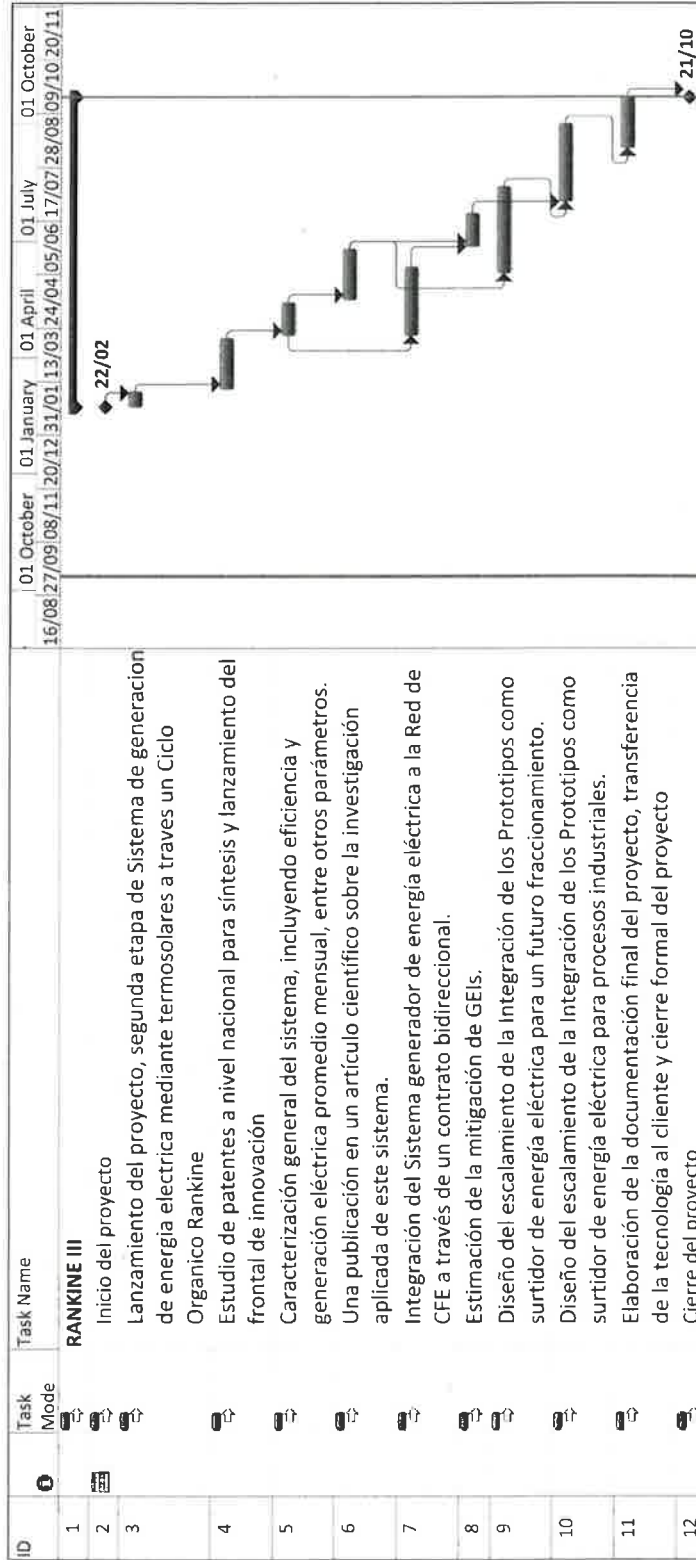 ID
Task Mode
Task Name
01 October 01 January 01 April 01 July 01 October
16/08 27/09 08/11 20/12 31/01 13/03 24/04 05/06 17/07 28/08 09/10 20/11
1 RANKINE III
2 Inicio del proyecto
22/02
3 Lanzamiento del proyecto, segunda etapa de Sistema de generacion
de energia electrica mediante termosolares a traves un Ciclo
Organico Rankine
4 Estudio de patentes a nivel nacional para síntesis y lanzamiento del
frontal de innovación
5 Caracterización general del sistema, incluyendo eficiencia y
generación eléctrica promedio mensual, entre otros parámetros.
6 Una publicación en un artículo científico sobre la investigación
aplicada de este sistema.
7 Integración del Sistema generador de energía eléctrica a la Red de
CFE a través de un contrato bidireccional.
8 Estimación de la mitigación de GEIs.
9 Diseño del escalamiento de la Integración de los Prototipos como
surtidor de energía eléctrica para un futuro fraccionamiento.
10 Diseño del escalamiento de la Integración de los Prototipos como
surtidor de energía eléctrica para procesos industriales.
11 Elaboración de la documentación final del proyecto, transferencia
de la tecnología al cliente y cierre formal del proyecto
12 Cierre del proyecto
21/10